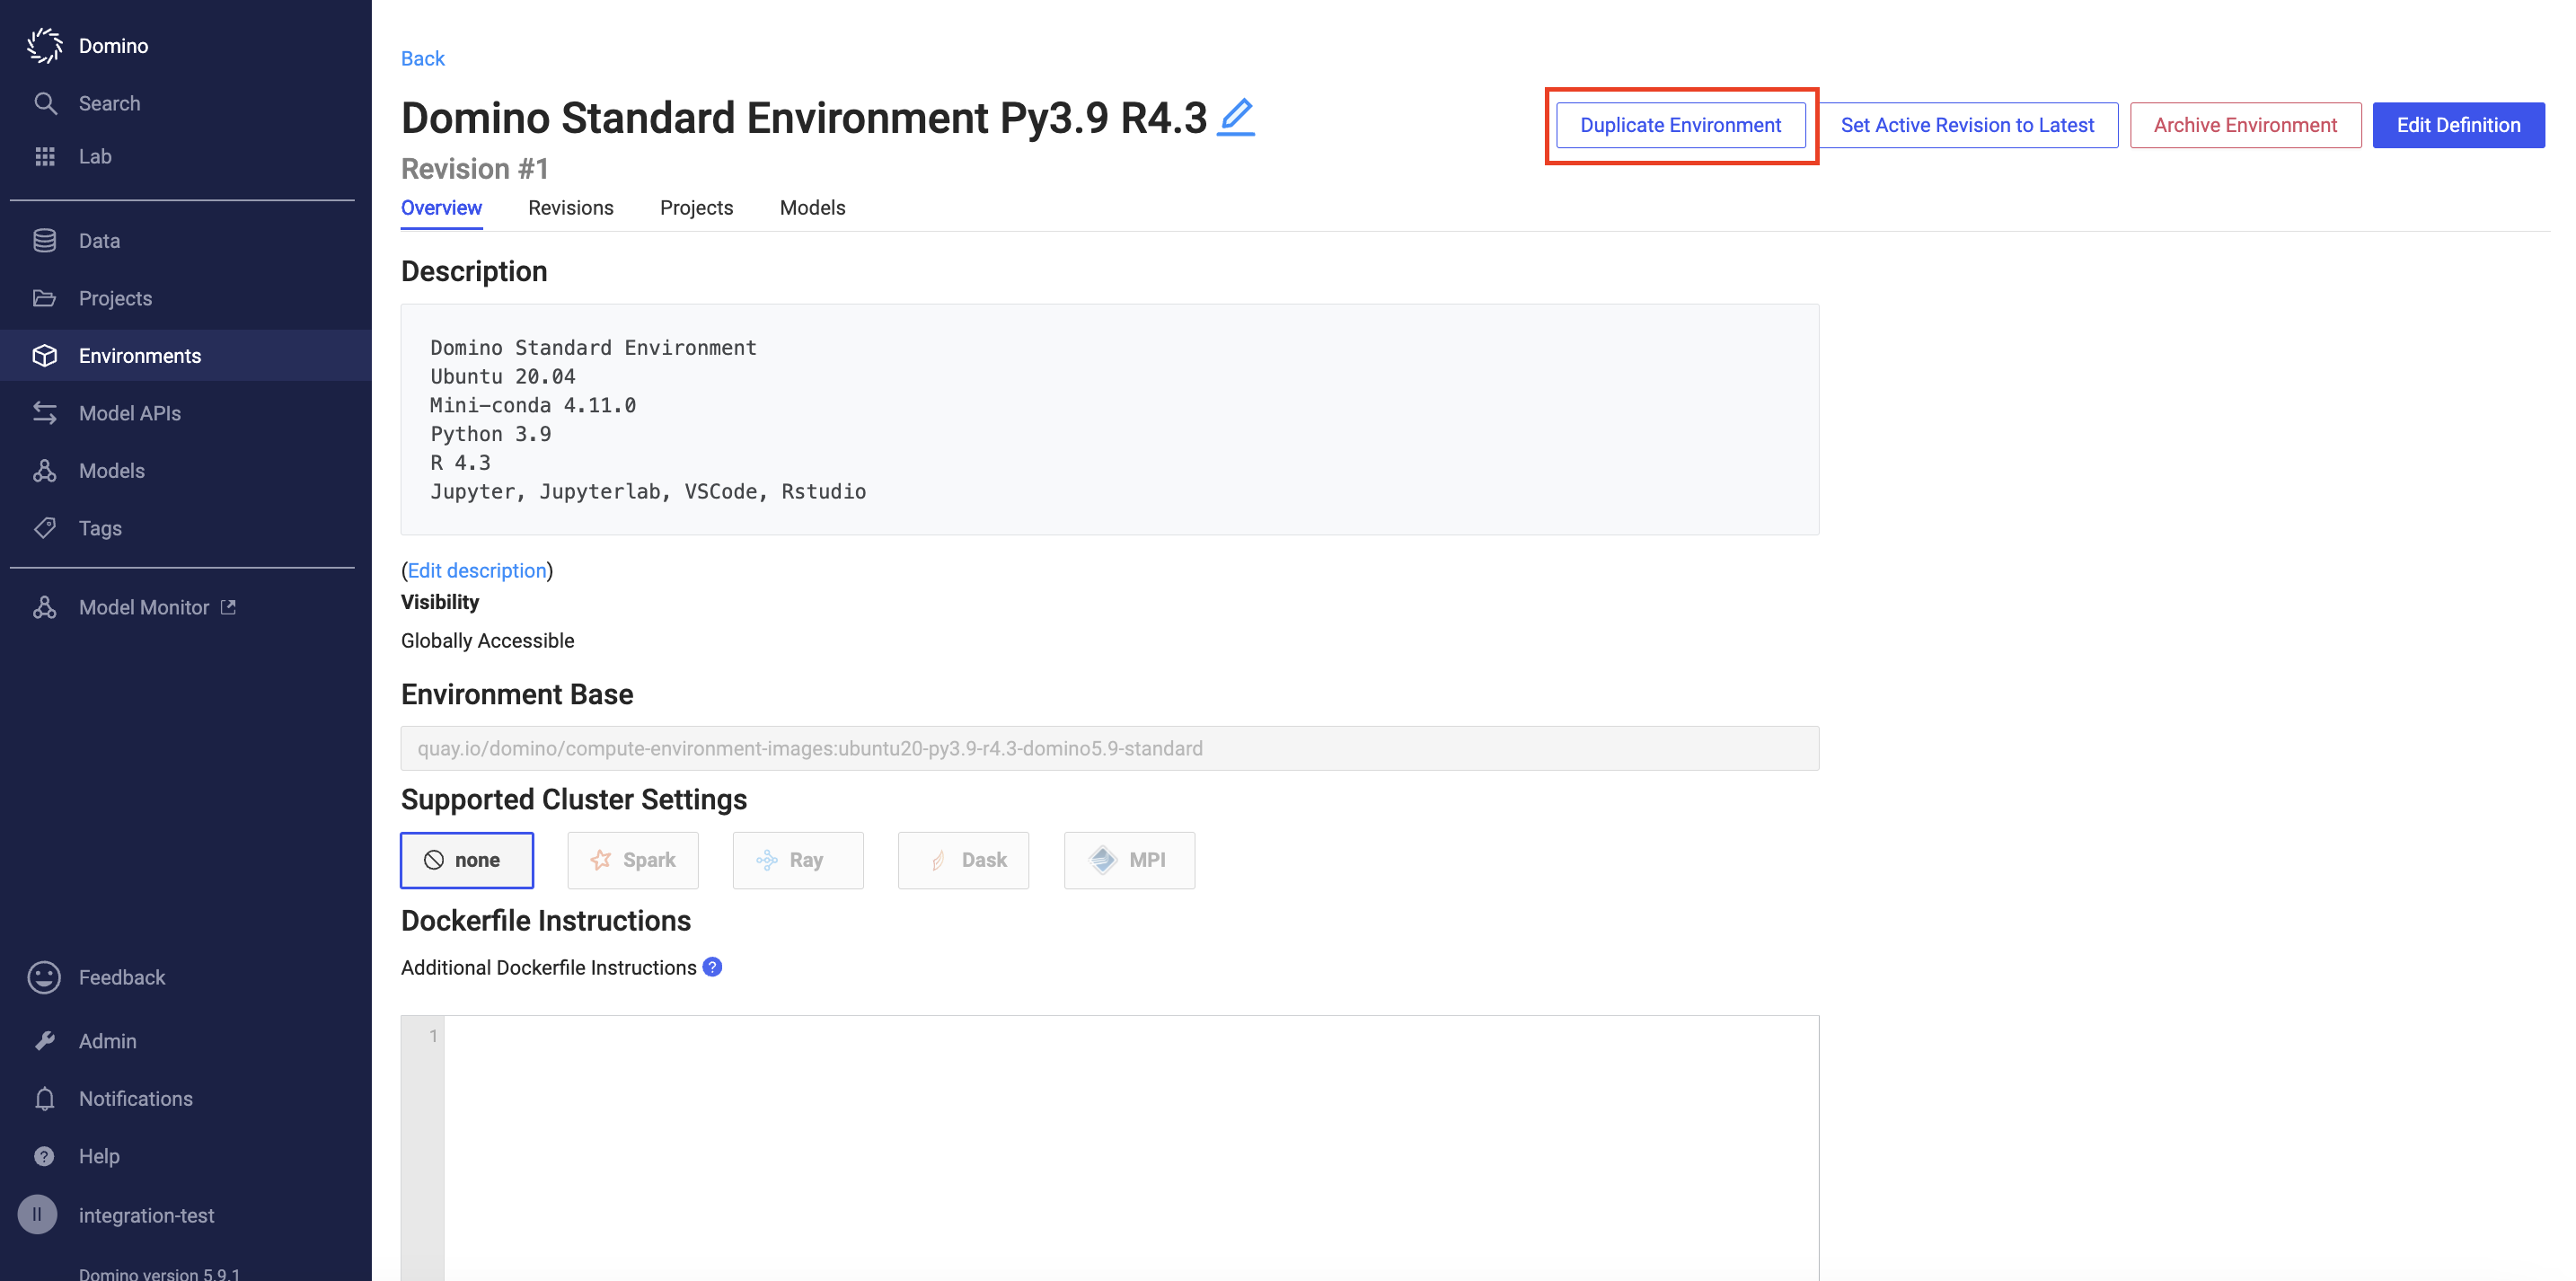 Domino
Search
Lab
Data
Projects
Environments
Model APIs
Models
Tags
Model Monitor
Feedback
Admin
Notifications
Help
II
integration-test
Domino version 5.9.1
Back
Domino Standard Environment Py3.9 R4.3
Duplicate Environment
Set Active Revision to Latest
Archive Environment
Edit Definition
Revision #1
Overview Revisions Projects Models
Description
Domino Standard Environment
Ubuntu 20.04
Mini-conda 4.11.0
Python 3.9
R 4.3
Jupyter, Jupyterlab, VSCode, Rstudio
(Edit description)
Visibility
Globally Accessible
Environment Base
quay.io/domino/compute-environment-images:ubuntu20-py3.9-r4.3-domino5.9-standard
Supported Cluster Settings
none Spark Ray Dask MPI
Dockerfile Instructions
Additional Dockerfile Instructions ?
1